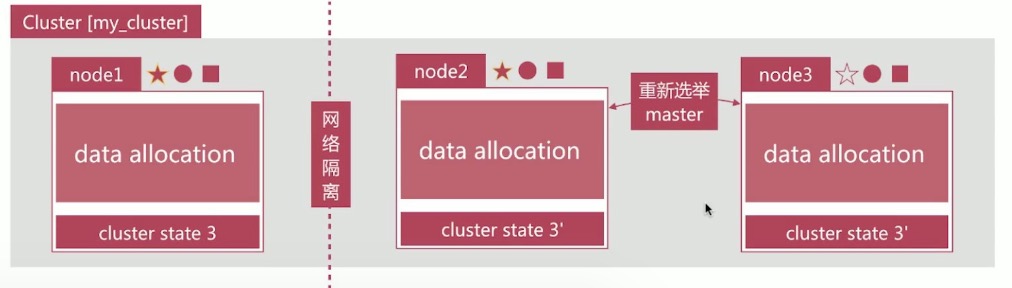 Cluster [my_cluster]
node1
data allocation
cluster state 3
网
络
隔
离
node2
data allocation
cluster state 3'
重新选举
master
node3
data allocation
cluster state 3'